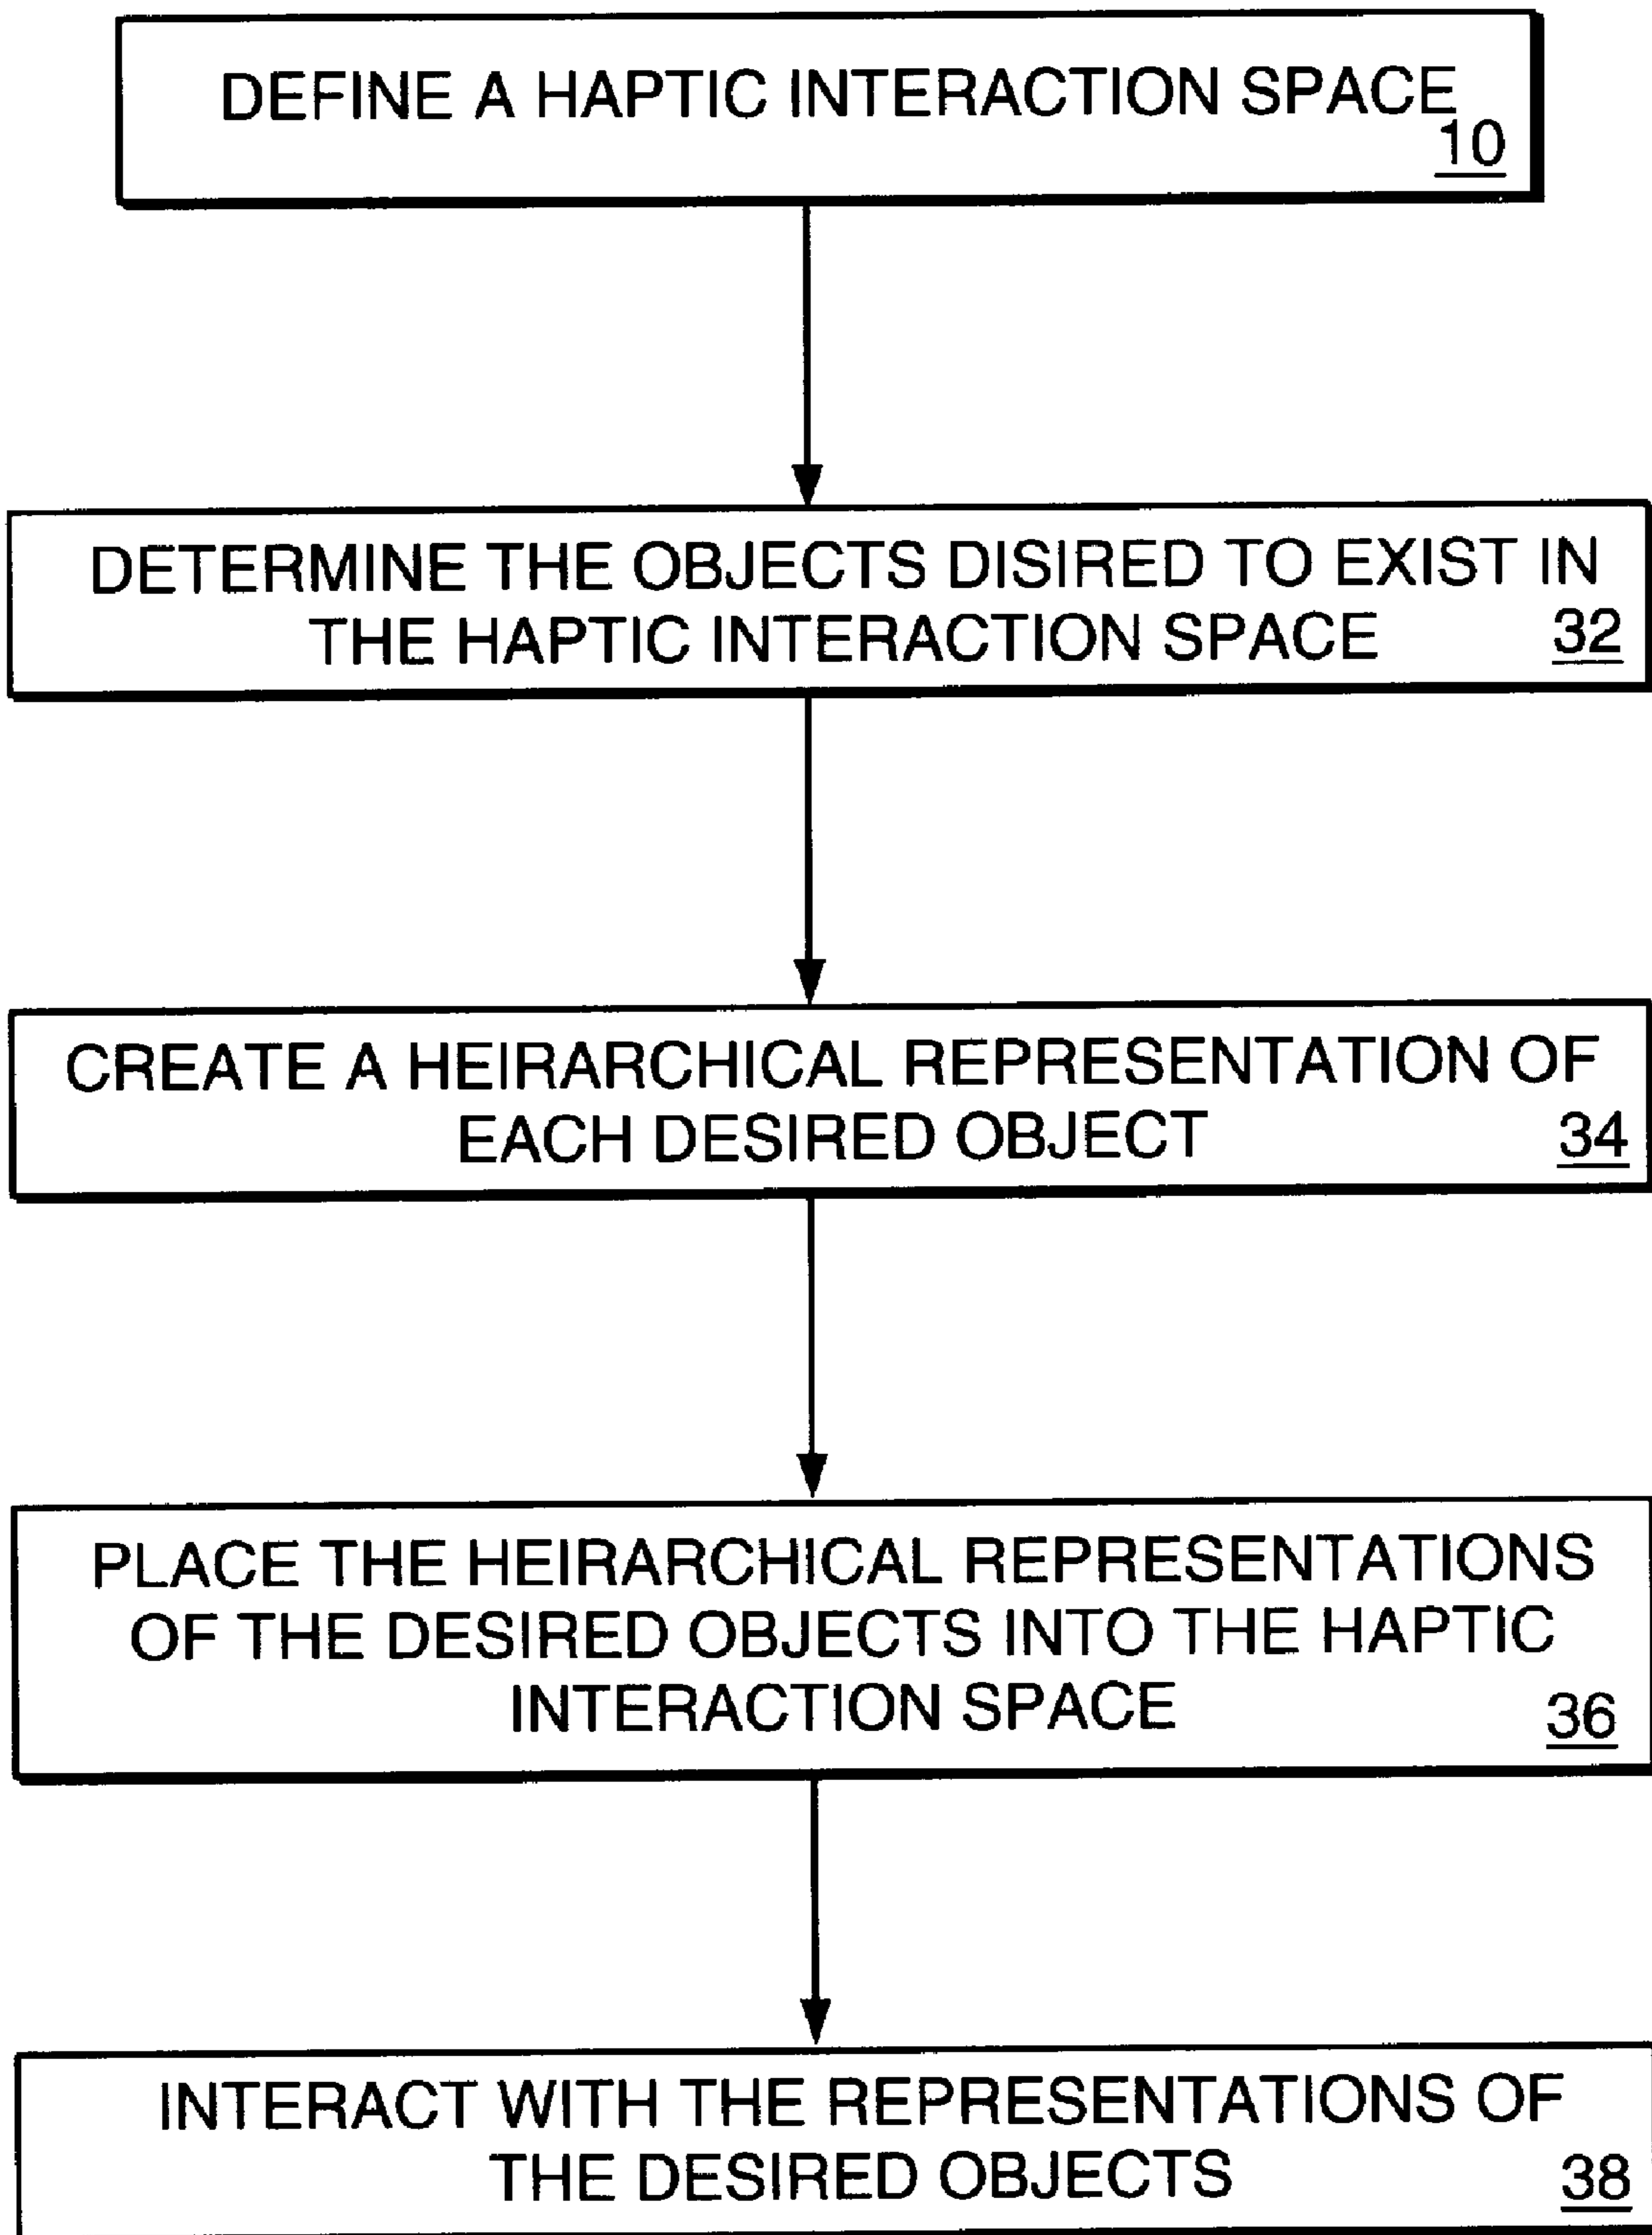 DEFINE A HAPTIC INTERACTION SPACE
10
DETERMINE THE OBJECTS DISIRED TO EXIST IN
THE HAPTIC INTERACTION SPACE 32
CREATE A HEIRARCHICAL REPRESENTATION OF
EACH DESIRED OBJECT 34
PLACE THE HEIRARCHICAL REPRESENTATIONS
OF THE DESIRED OBJECTS INTO THE HAPTIC
INTERACTION SPACE 36
INTERACT WITH THE REPRESENTATIONS OF
THE DESIRED OBJECTS 38